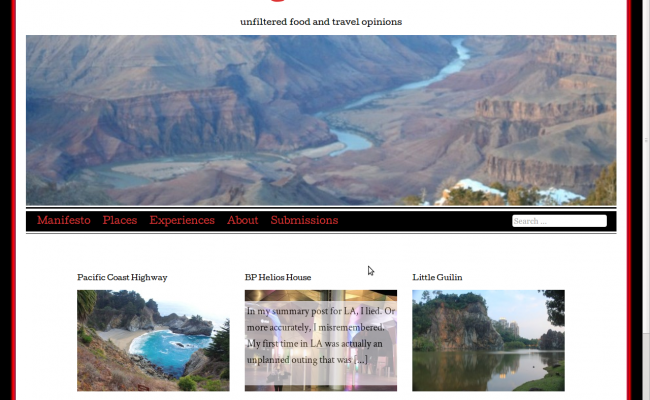 unfiltered food and travel opinions
Manifesto Places Experiences About Submissions
Search ...
Pacific Coast Highway
BP Helios House
Little Guilin
In my summary post for LA, I lied. Or
more accurately, I misremembered.
My first time in LA was actually an
unplanned outing that was [...]